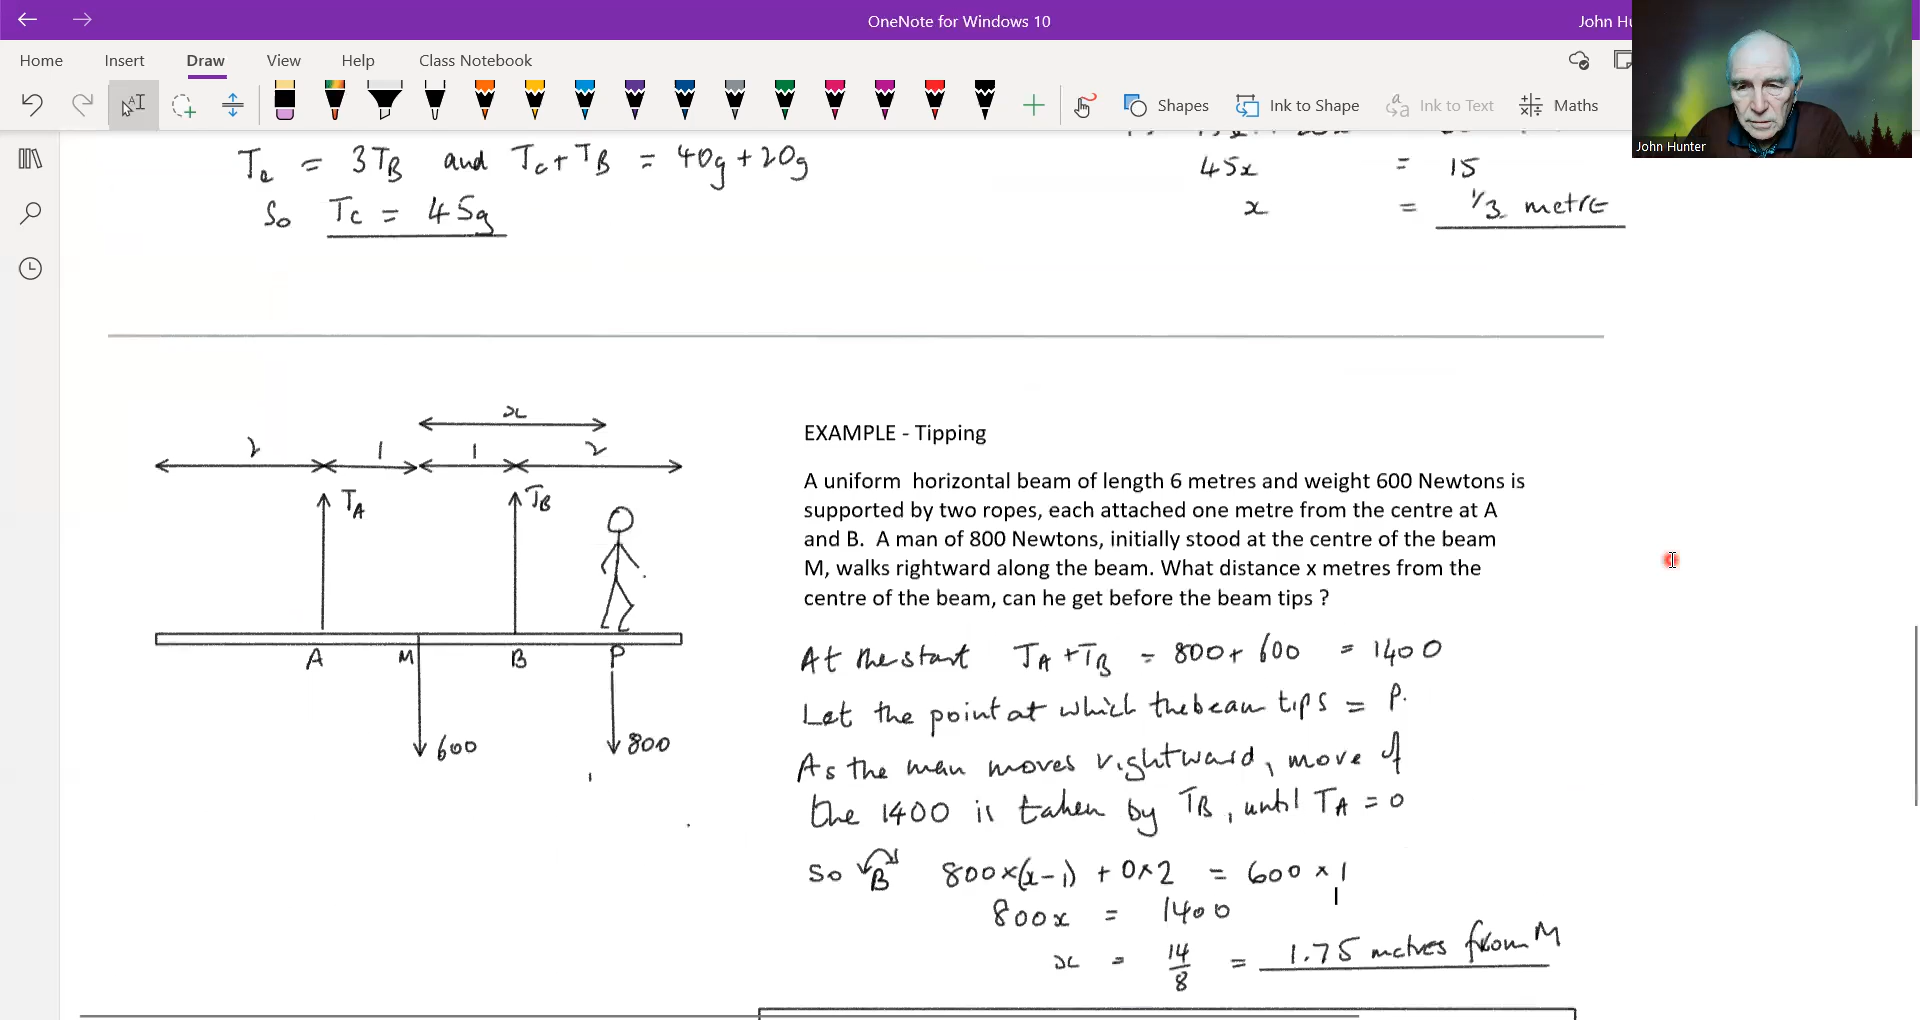 OneNote for Windows 10
John Hu
Home
Insert
Draw
View
Help
Class Notebook
Shapes
Ink to Shape
Ink to Text
Maths
John Hunter
Tc = 3TB and Tc + TB = 40g + 20g
So Tc = 45g
45x = 15
x = 1/3 metre
x
2 1 1 2
TA TB
A M B P
600 800
EXAMPLE - Tipping
A uniform horizontal beam of length 6 metres and weight 600 Newtons is
supported by two ropes, each attached one metre from the centre at A
and B. A man of 800 Newtons, initially stood at the centre of the beam
M, walks rightward along the beam. What distance x metres from the
centre of the beam, can he get before the beam tips ?
At the start TA + TB = 800 + 600 = 1400
Let the point at which the beam tips = P.
As the man moves rightward, move of
the 1400 is taken by TB, until TA = 0
So B 800×(x-1) + 0×2 = 600 × 1
800x = 1400
x = 14/8 = 1.75 metres from M